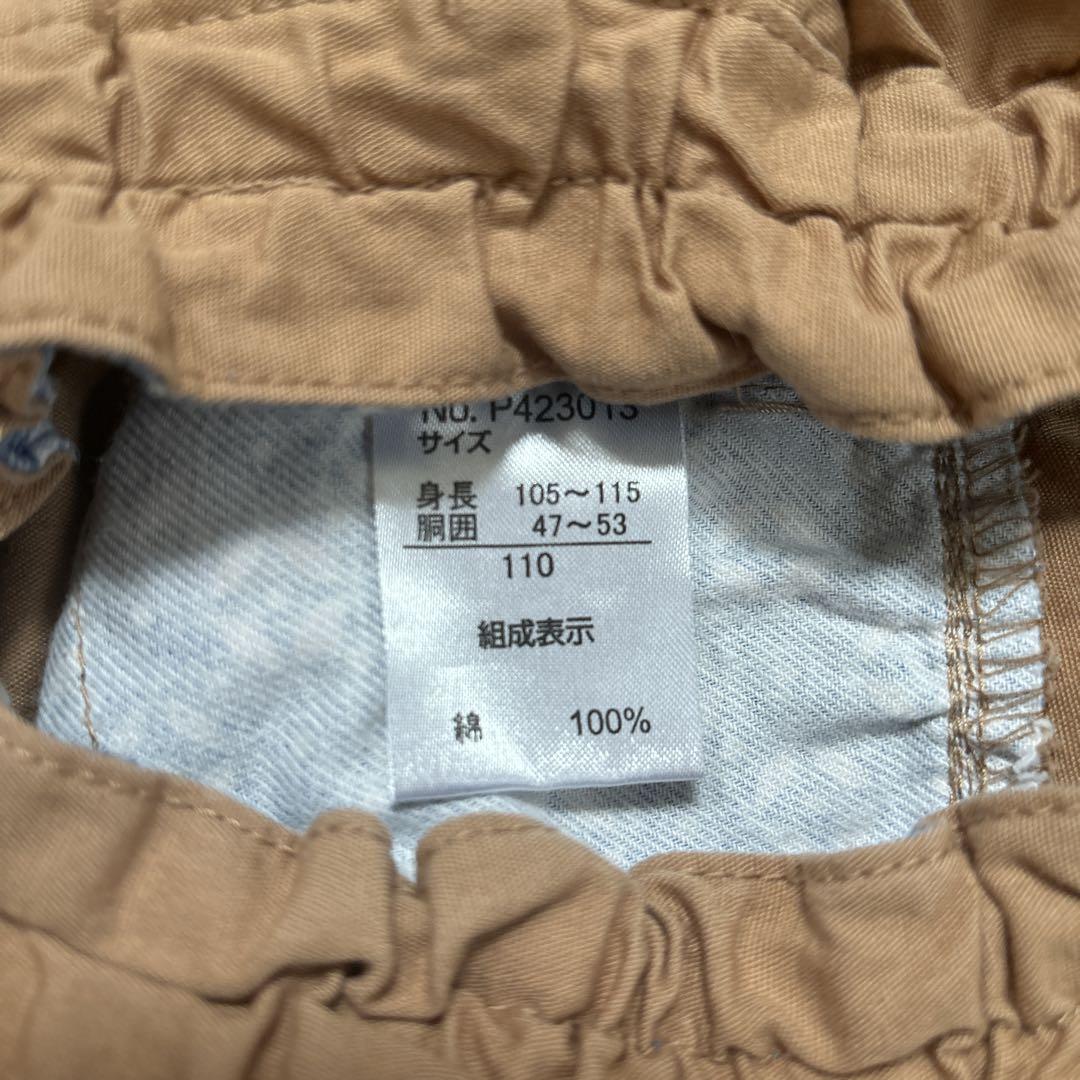 No. P423013
サイズ
身長 105～115
胴囲 47～53
110
組成表示
綿 100%